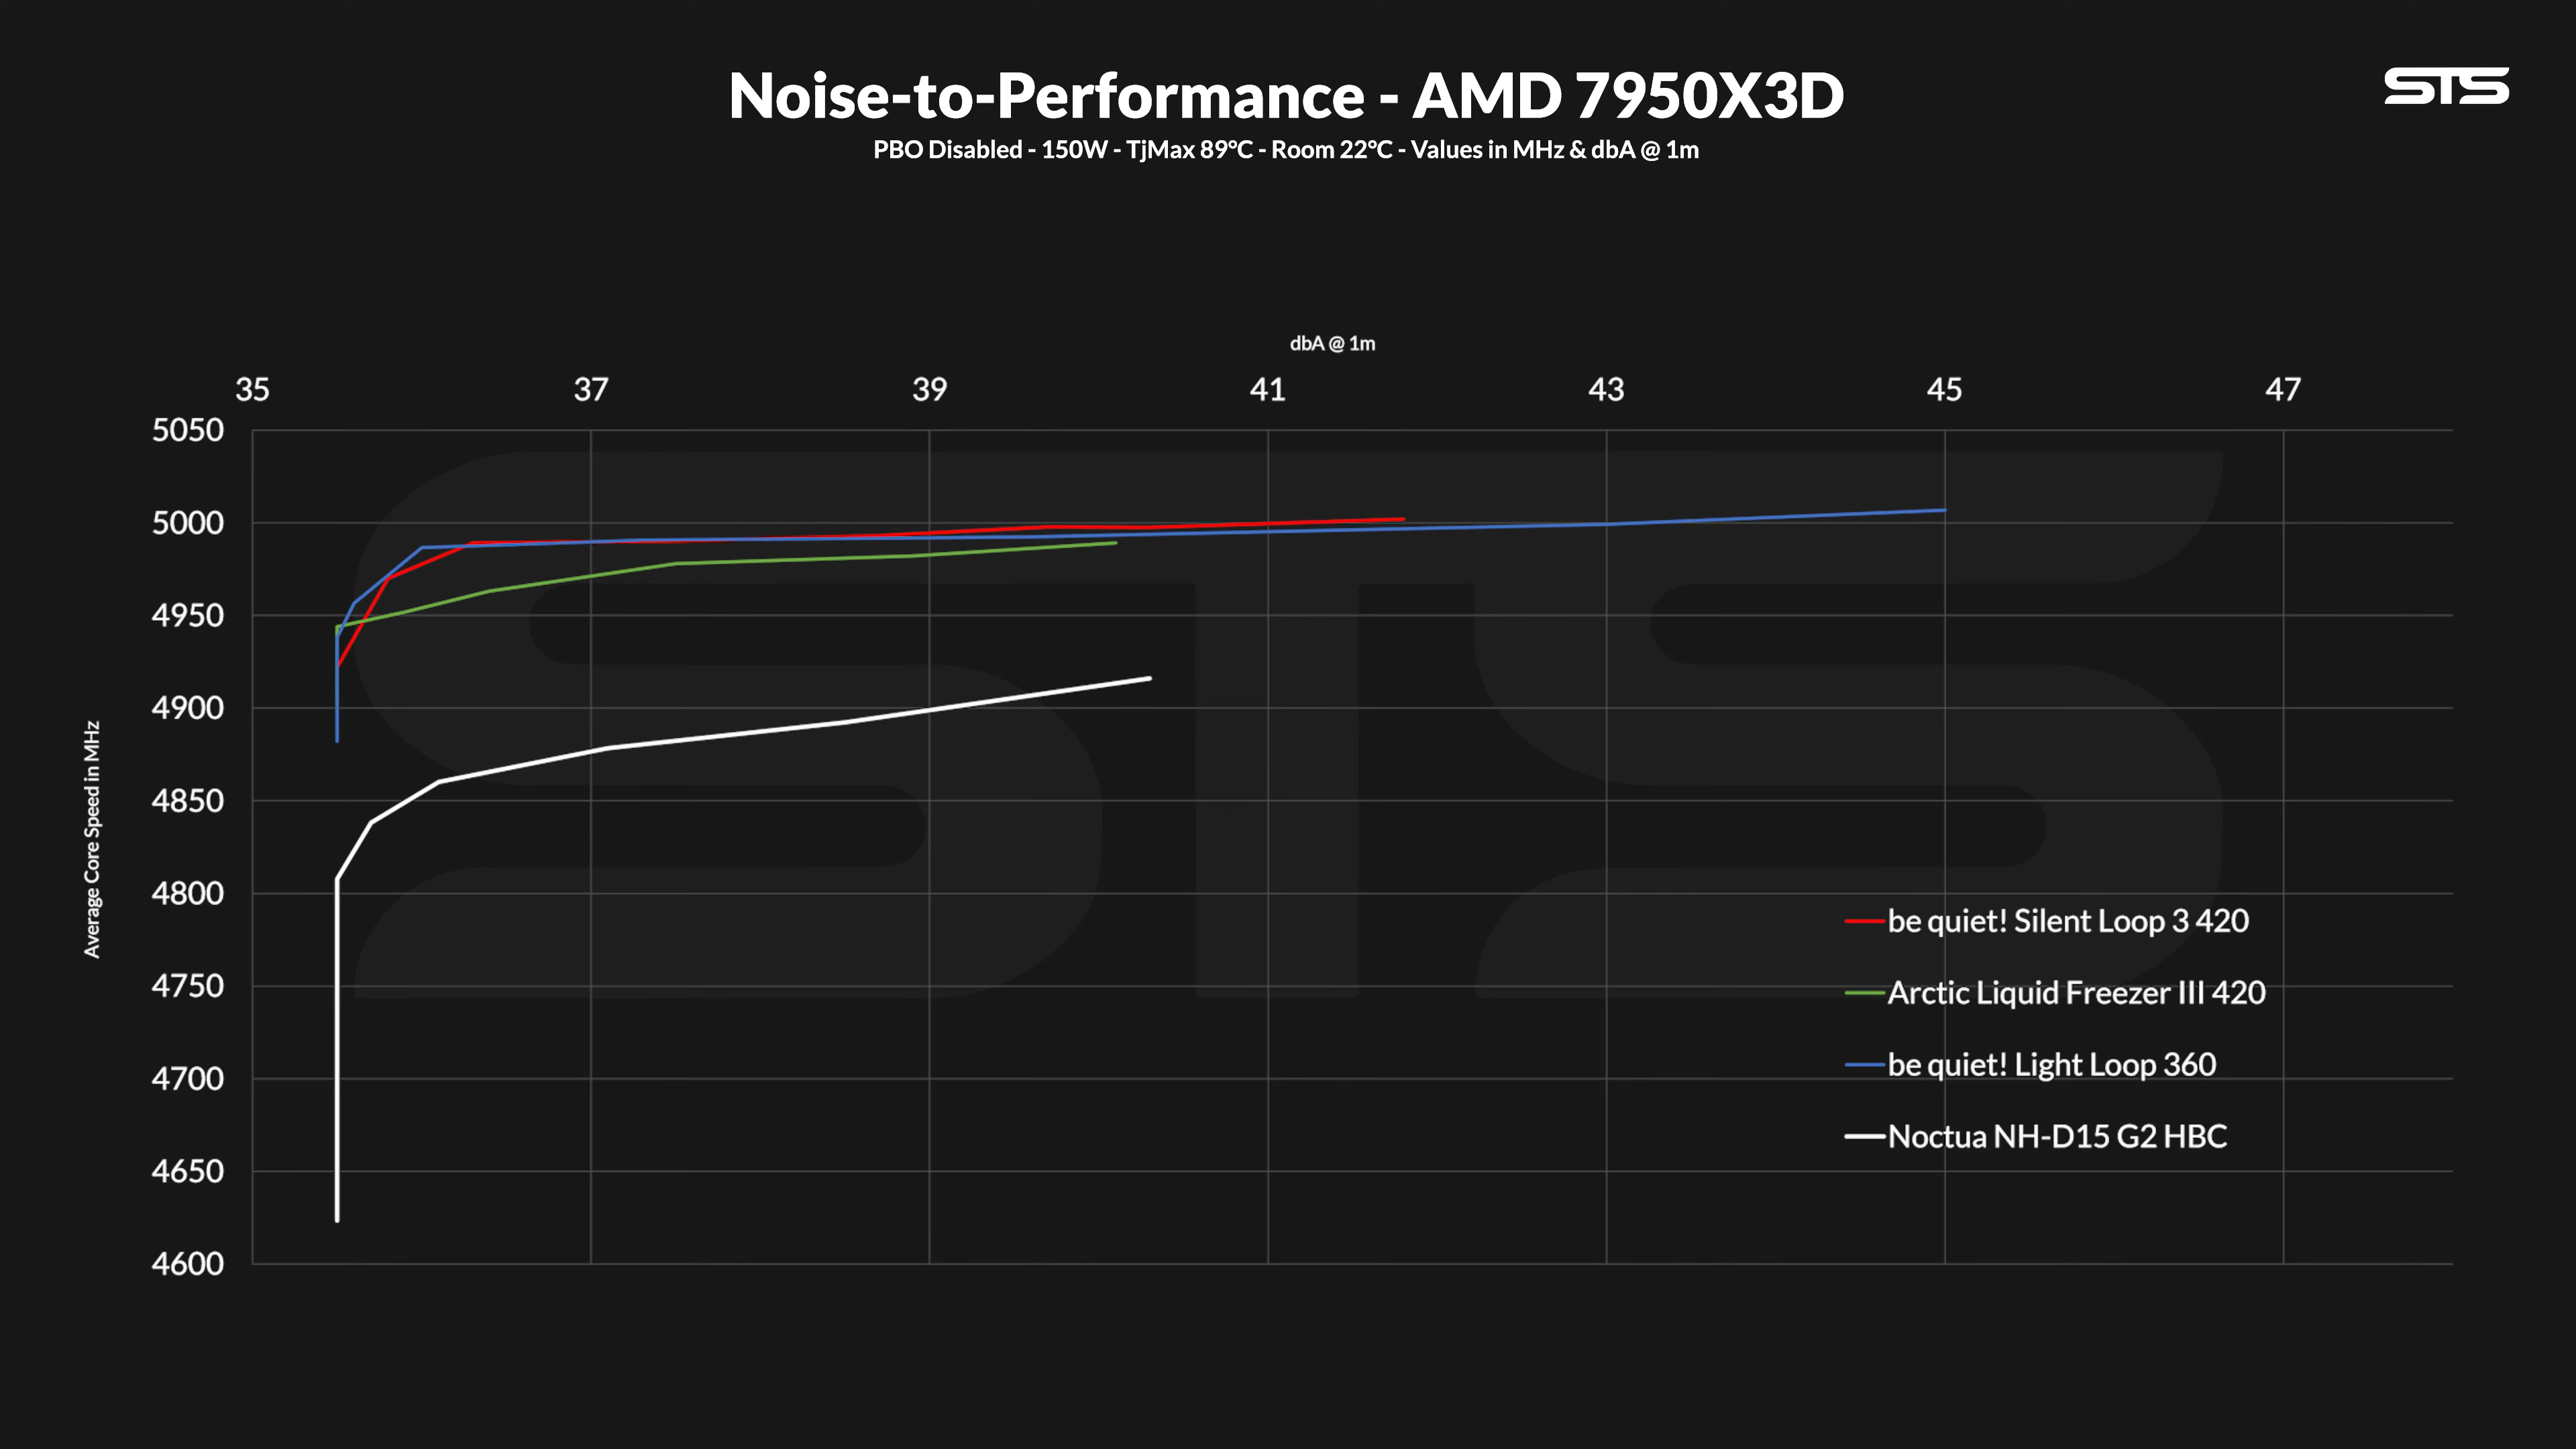 Noise-to-Performance - AMD 7950X3D
STS
PBO Disabled - 150W - TjMax 89°C - Room 22°C - Values in MHz & dbA @ 1m
dbA @ 1m
35 37 39 41 43 45 47
5050
5000
4950
4900
4850
4800
4750
4700
4650
4600
Average Core Speed in MHz
STS
be quiet! Silent Loop 3 420
Arctic Liquid Freezer III 420
be quiet! Light Loop 360
Noctua NH-D15 G2 HBC